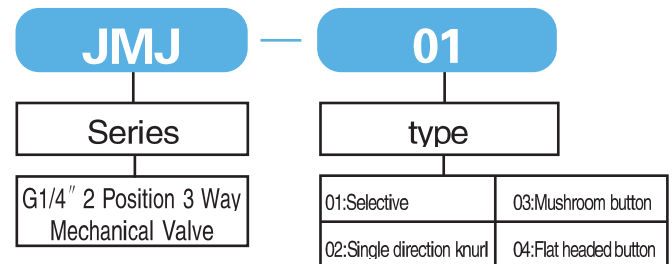 JMJ — 01
Series
type
G1/4″ 2 Position 3 Way
Mechanical Valve
01:Selective
03:Mushroom button
02:Single direction knurl
04:Flat headed button